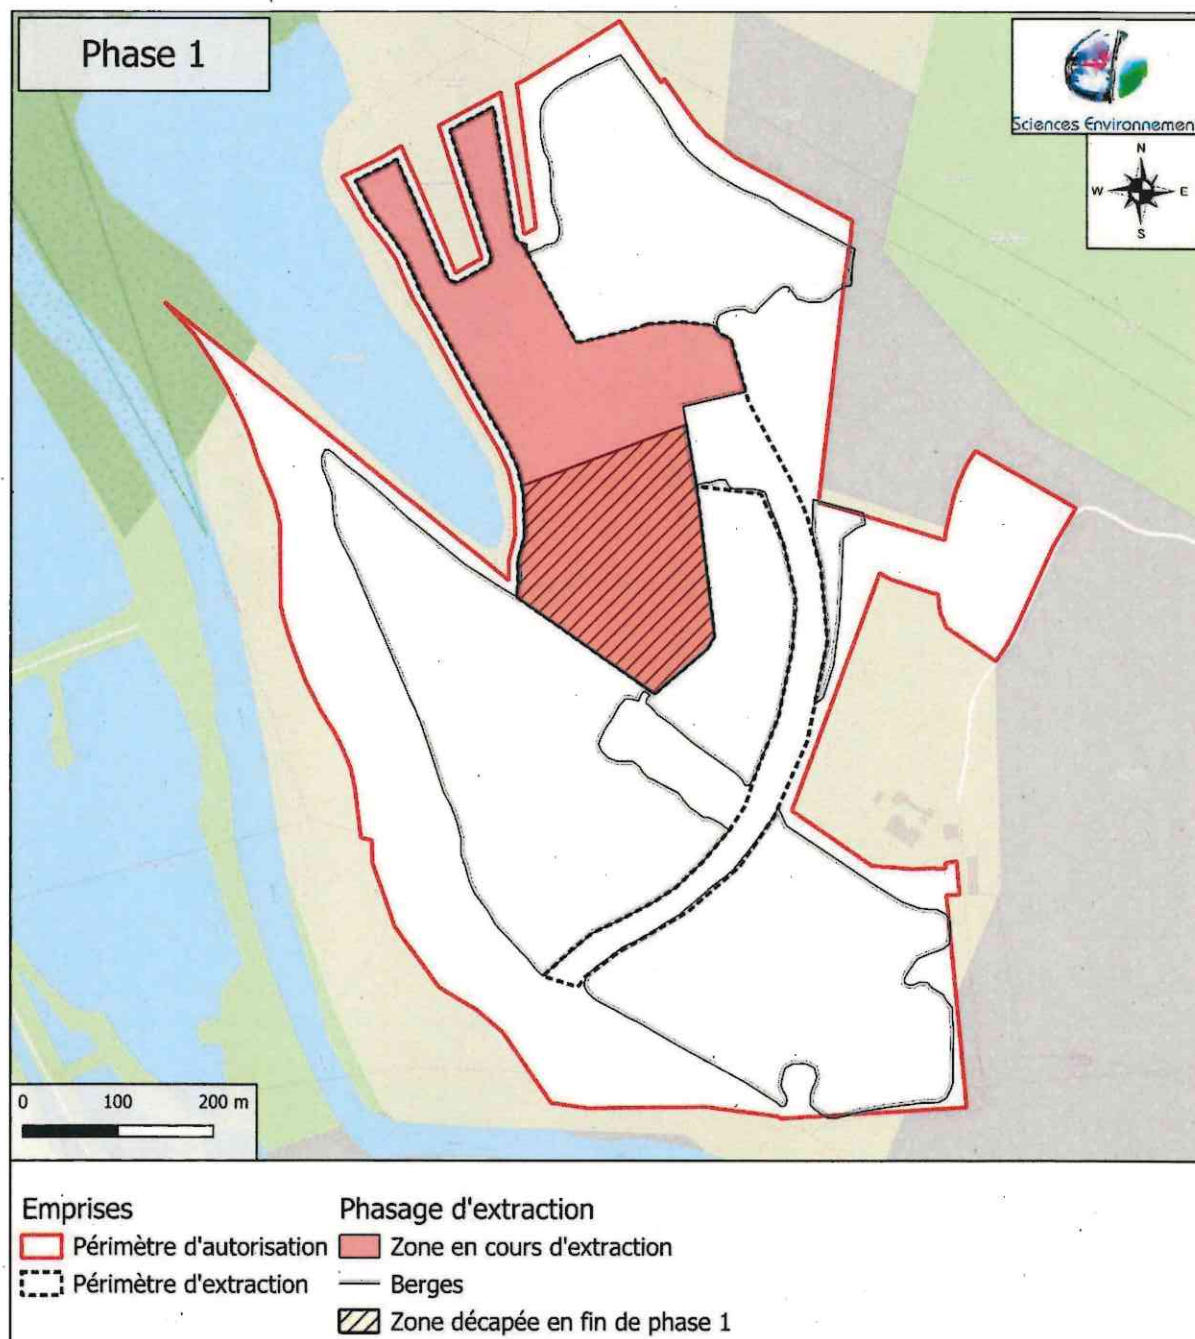 Phase 1
Sciences Environnemen
N
W
E
S
0 100 200 m
Emprises
Périmètre d'autorisation
Périmètre d'extraction
Phasage d'extraction
Zone en cours d'extraction
Berges
Zone décapée en fin de phase 1